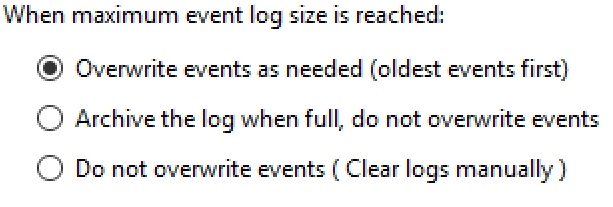 When maximum event log size is reached:
Overwrite events as needed (oldest events first)
Archive the log when full, do not overwrite events
Do not overwrite events ( Clear logs manually )